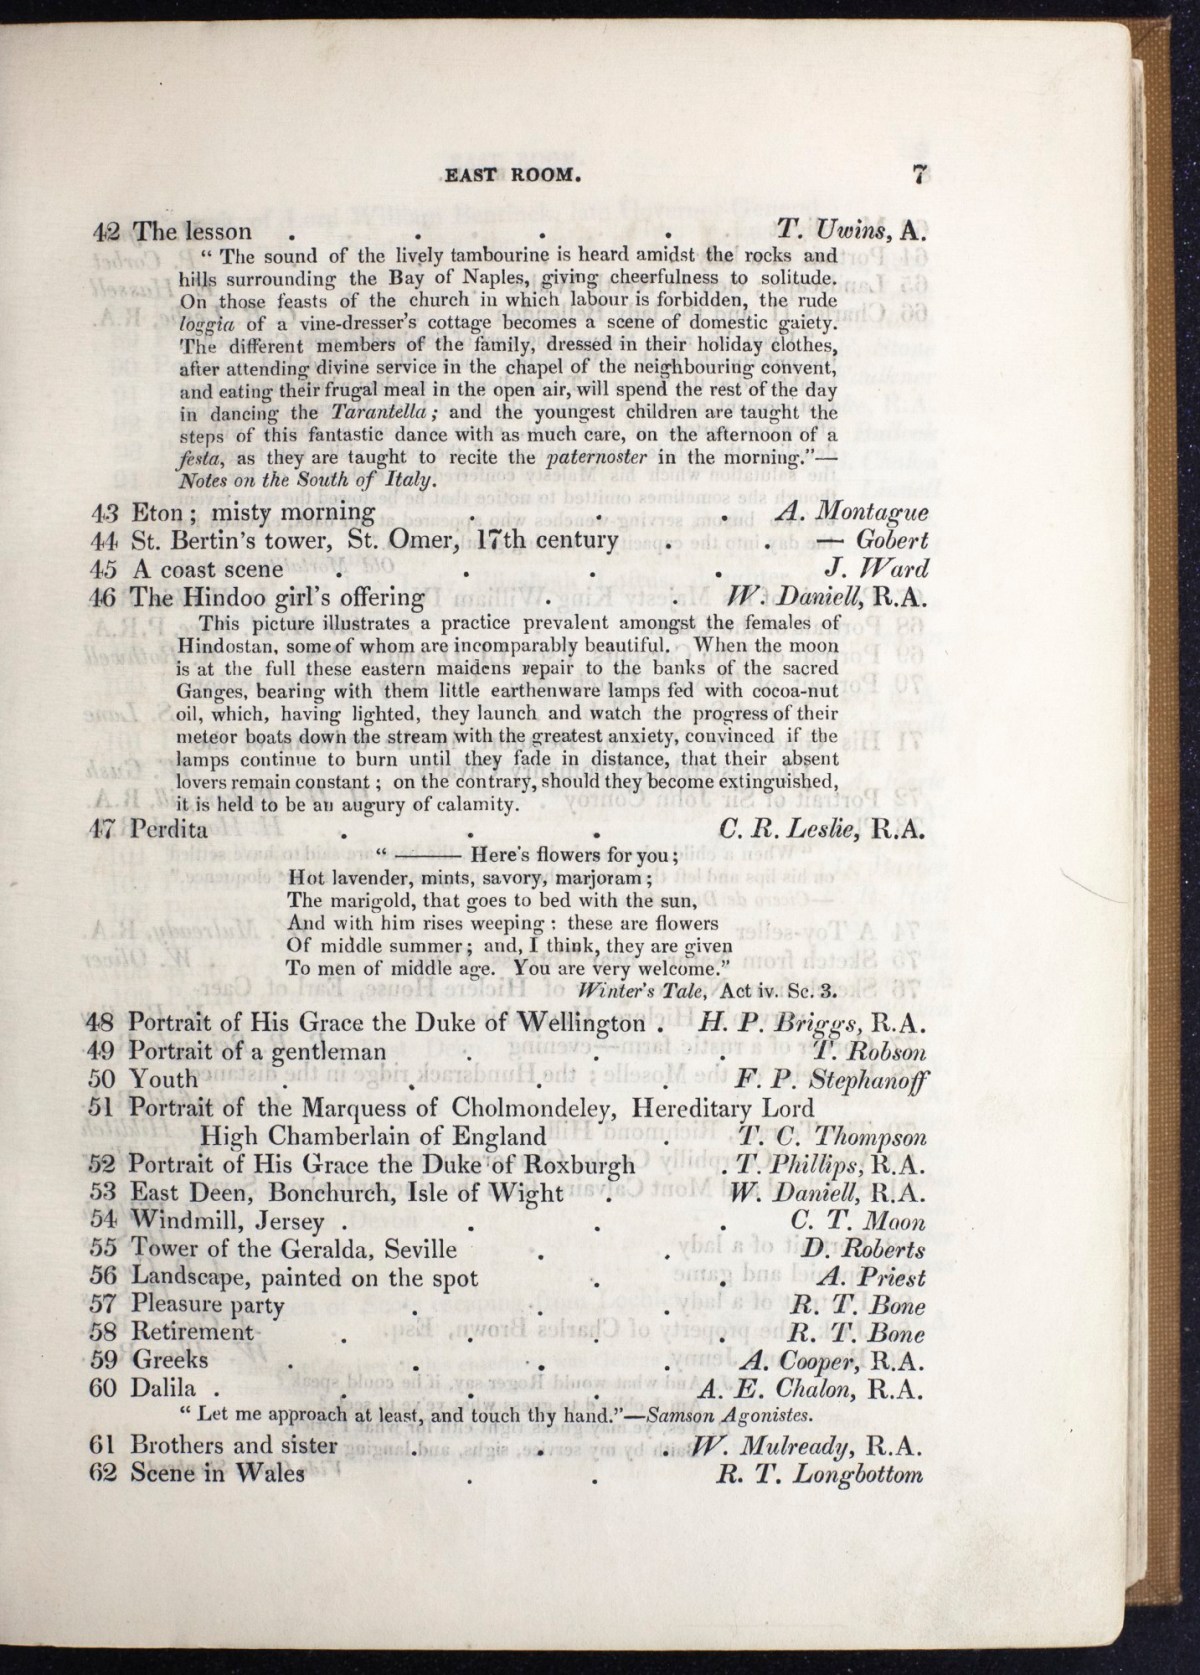 EAST ROOM. 7
42 The lesson . . . . T. Uwins, A.
“ The sound of the lively tambourine is heard amidst the rocks and
hills surrounding the Bay of Naples, giving cheerfulness to solitude.
On those feasts of the church in which labour is forbidden, the rude
loggia of a vine-dresser's cottage becomes a scene of domestic gaiety.
The different members of the family, dressed in their holiday clothes,
after attending divine service in the chapel of the neighbouring convent,
and eating their frugal meal in the open air, will spend the rest of the day
in dancing the Tarantella; and the youngest children are taught the
steps of this fantastic dance with as much care, on the afternoon of a
festa, as they are taught to recite the paternoster in the morning.”—
Notes on the South of Italy.
43 Eton ; misty morning . . . A. Montague
44 St. Bertin's tower, St. Omer, 17th century . . — Gobert
45 A coast scene . . . . J. Ward
46 The Hindoo girl's offering . . W. Daniell, R.A.
This picture illustrates a practice prevalent amongst the females of
Hindostan, some of whom are incomparably beautiful. When the moon
is at the full these eastern maidens repair to the banks of the sacred
Ganges, bearing with them little earthenware lamps fed with cocoa-nut
oil, which, having lighted, they launch and watch the progress of their
meteor boats down the stream with the greatest anxiety, convinced if the
lamps continue to burn until they fade in distance, that their absent
lovers remain constant ; on the contrary, should they become extinguished,
it is held to be an augury of calamity.
47 Perdita . . . C. R. Leslie, R.A.
“ ——— Here's flowers for you ;
Hot lavender, mints, savory, marjoram ;
The marigold, that goes to bed with the sun,
And with him rises weeping : these are flowers
Of middle summer ; and, I think, they are given
To men of middle age. You are very welcome.”
Winter's Tale, Act iv. Sc. 3.
48 Portrait of His Grace the Duke of Wellington . H. P. Briggs, R.A.
49 Portrait of a gentleman . . . T. Robson
50 Youth . . . . F. P. Stephanoff
51 Portrait of the Marquess of Cholmondeley, Hereditary Lord
High Chamberlain of England . T. C. Thompson
52 Portrait of His Grace the Duke of Roxburgh . T. Phillips, R.A.
53 East Deen, Bonchurch, Isle of Wight . W. Daniell, R.A.
54 Windmill, Jersey . . . . C. T. Moon
55 Tower of the Geralda, Seville . . D. Roberts
56 Landscape, painted on the spot . . A. Priest
57 Pleasure party . . . R. T. Bone
58 Retirement . . . . R. T. Bone
59 Greeks . . . . A. Cooper, R.A.
60 Dalila . . . . A. E. Chalon, R.A.
“ Let me approach at least, and touch thy hand.”—Samson Agonistes.
61 Brothers and sister . . . W. Mulready, R.A.
62 Scene in Wales . . R. T. Longbottom